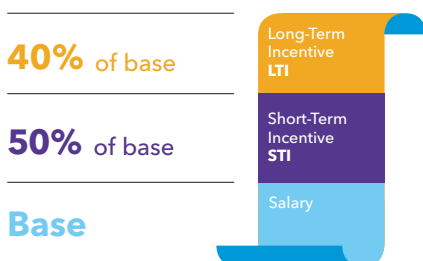 40% of base
50% of base
Base
Long-Term
Incentive
LTI
Short-Term
Incentive
STI
Salary